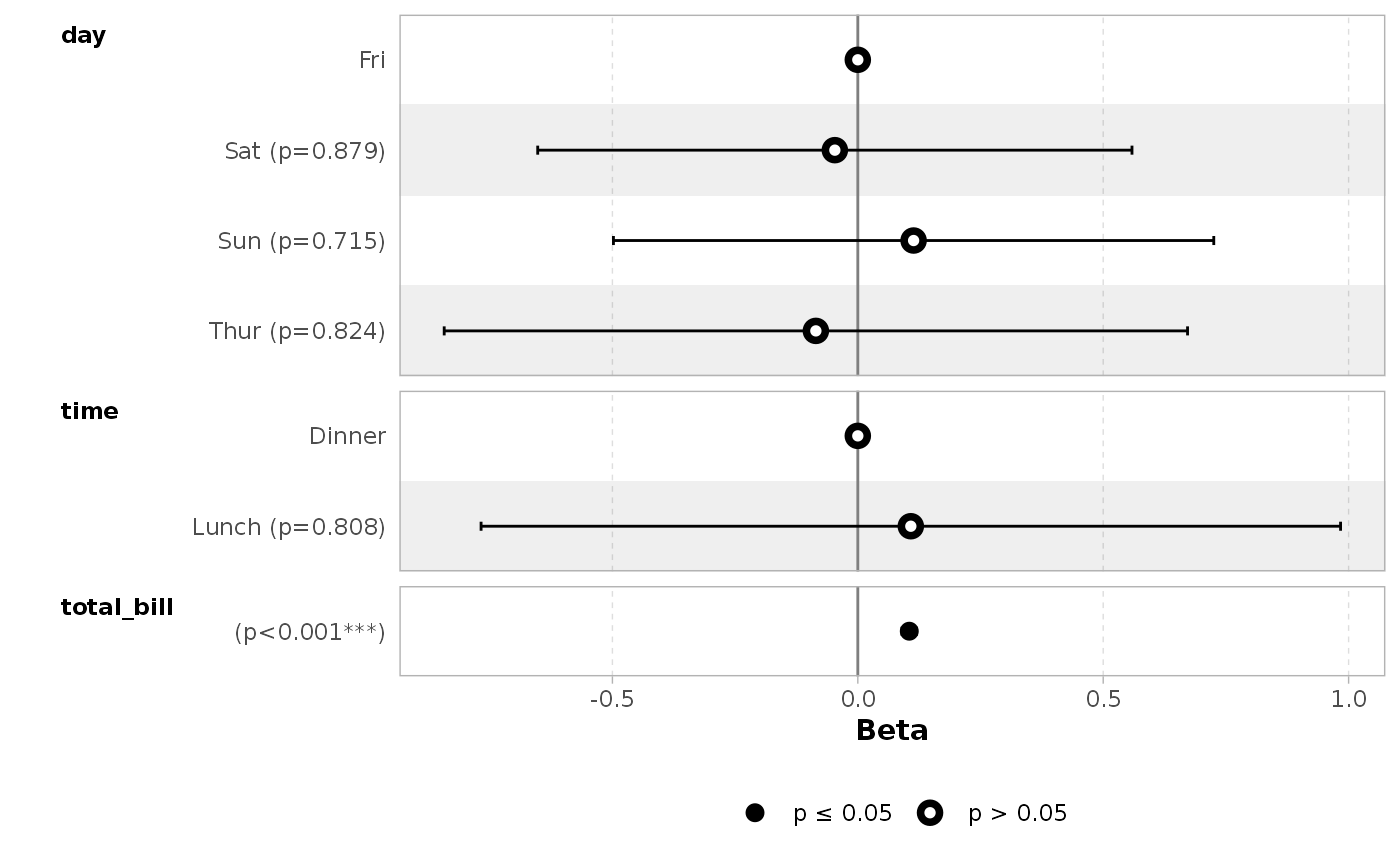 day
Fri
Sat (p=0.879)
Sun (p=0.715)
Thur (p=0.824)
time
Dinner
Lunch (p=0.808)
total_bill
(p<0.001***)
-0.5 0.0 0.5 1.0
Beta
p ≤ 0.05 p > 0.05